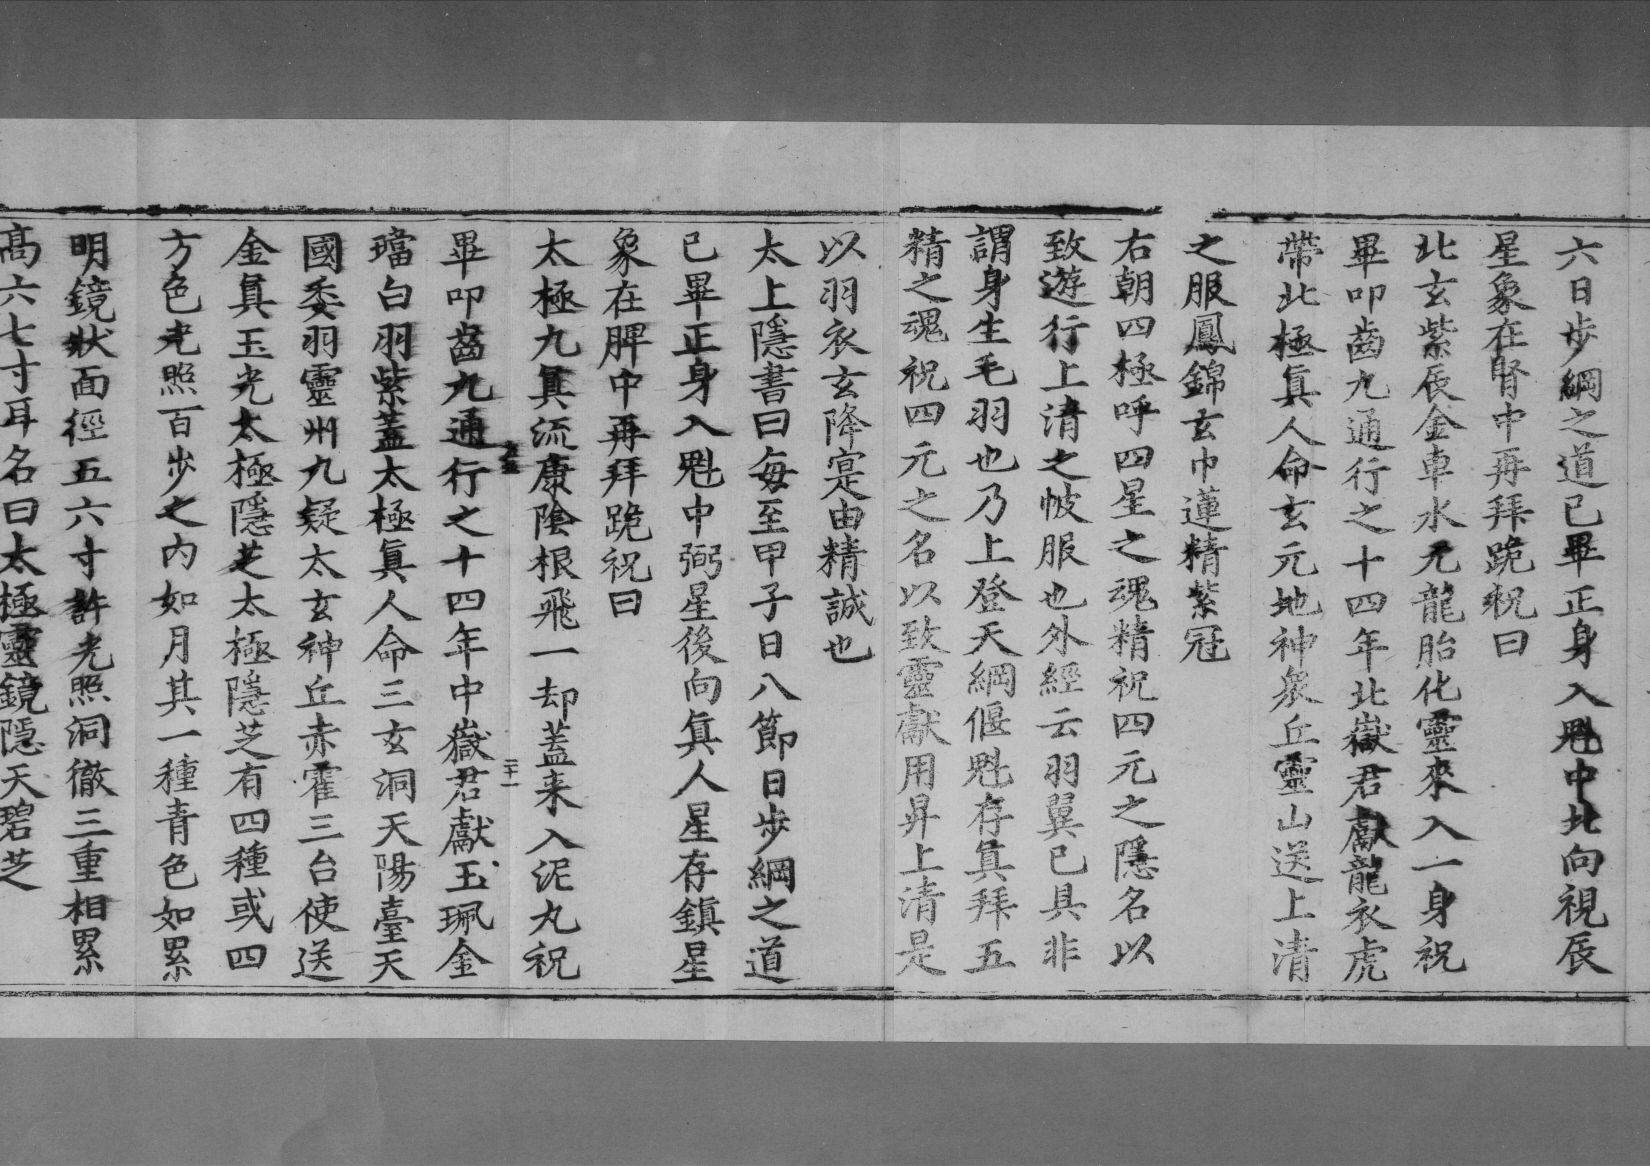 六日步綱之道已畢正身入魁中北向視辰
星象在腎中再拜跪祝曰
北玄紫辰金車水元龍胎化靈來入一身祝
畢叩齒九通行之十四年北嶽君獻龍衣虎
帶北極真人命玄元地神衆丘靈山送上清
之服鳳錦玄巾蓮精紫冠
右朝四極呼四星之魂精祝四元之隱名以
致遊行上清之帔服也外經云羽翼已具非
謂身生毛羽也乃上登天綱偃魁存真拜五
精之魂祝四元之名以致靈獻用昇上清是
以羽衣玄降寔由精誠也
太上隱書曰每至甲子日八節日步綱之道
已畢正身入魁中弼星後向真人星存鎮星
象在脾中再拜跪祝曰
太極九真流康陰根飛一却蓋来入泥丸祝
畢叩齒九通行之十四年中嶽君獻玉珮金
璫白羽紫蓋太極真人命三玄洞天陽臺天
國委羽靈州九疑太玄神丘赤霍三台使送
金真玉光太極隱芝太極隱芝有四種或四
方色光照百步之内如月其一種青色如累
明鏡狀面徑五六寸許光照洞徹三重相累
高六七寸耳名曰太極靈鏡隱天碧芝